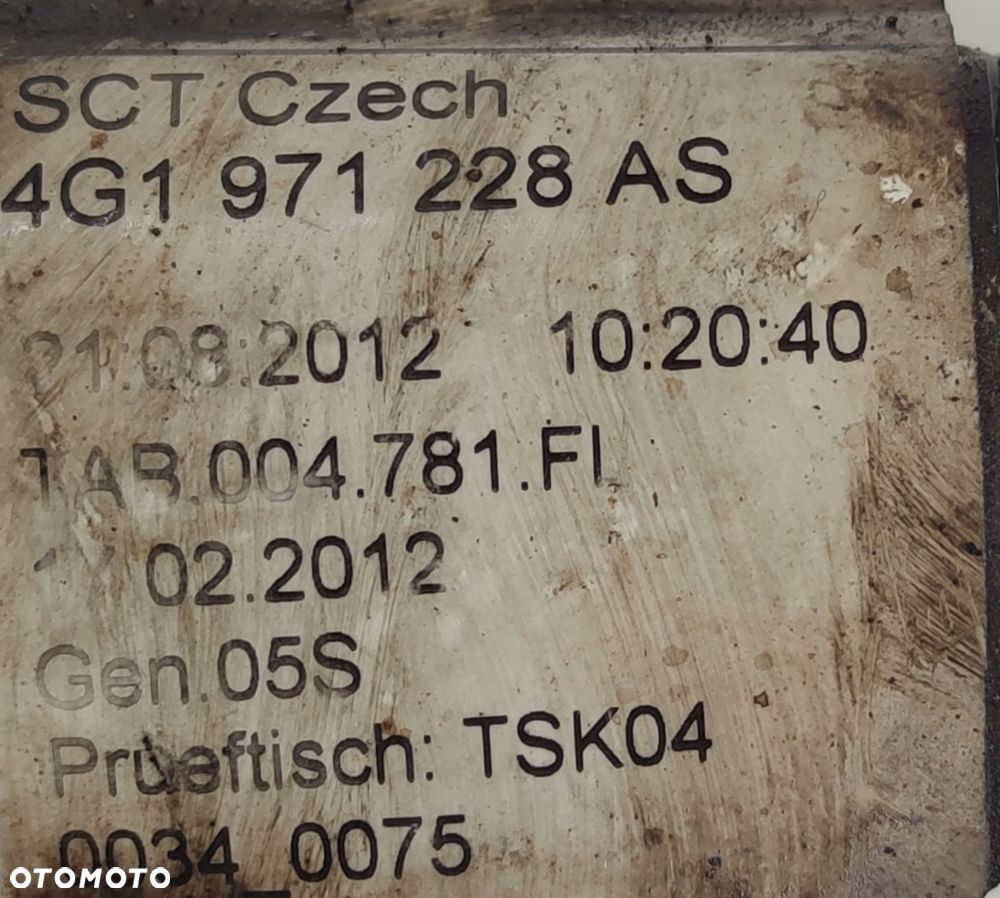 SCT Czech
4G1 971 228 AS
21:08:2012 10:20:40
1AB.004.781.FL
02.2012
Gen.05S
Prueftisch: TSK04
0034_0075
OTOMOTO